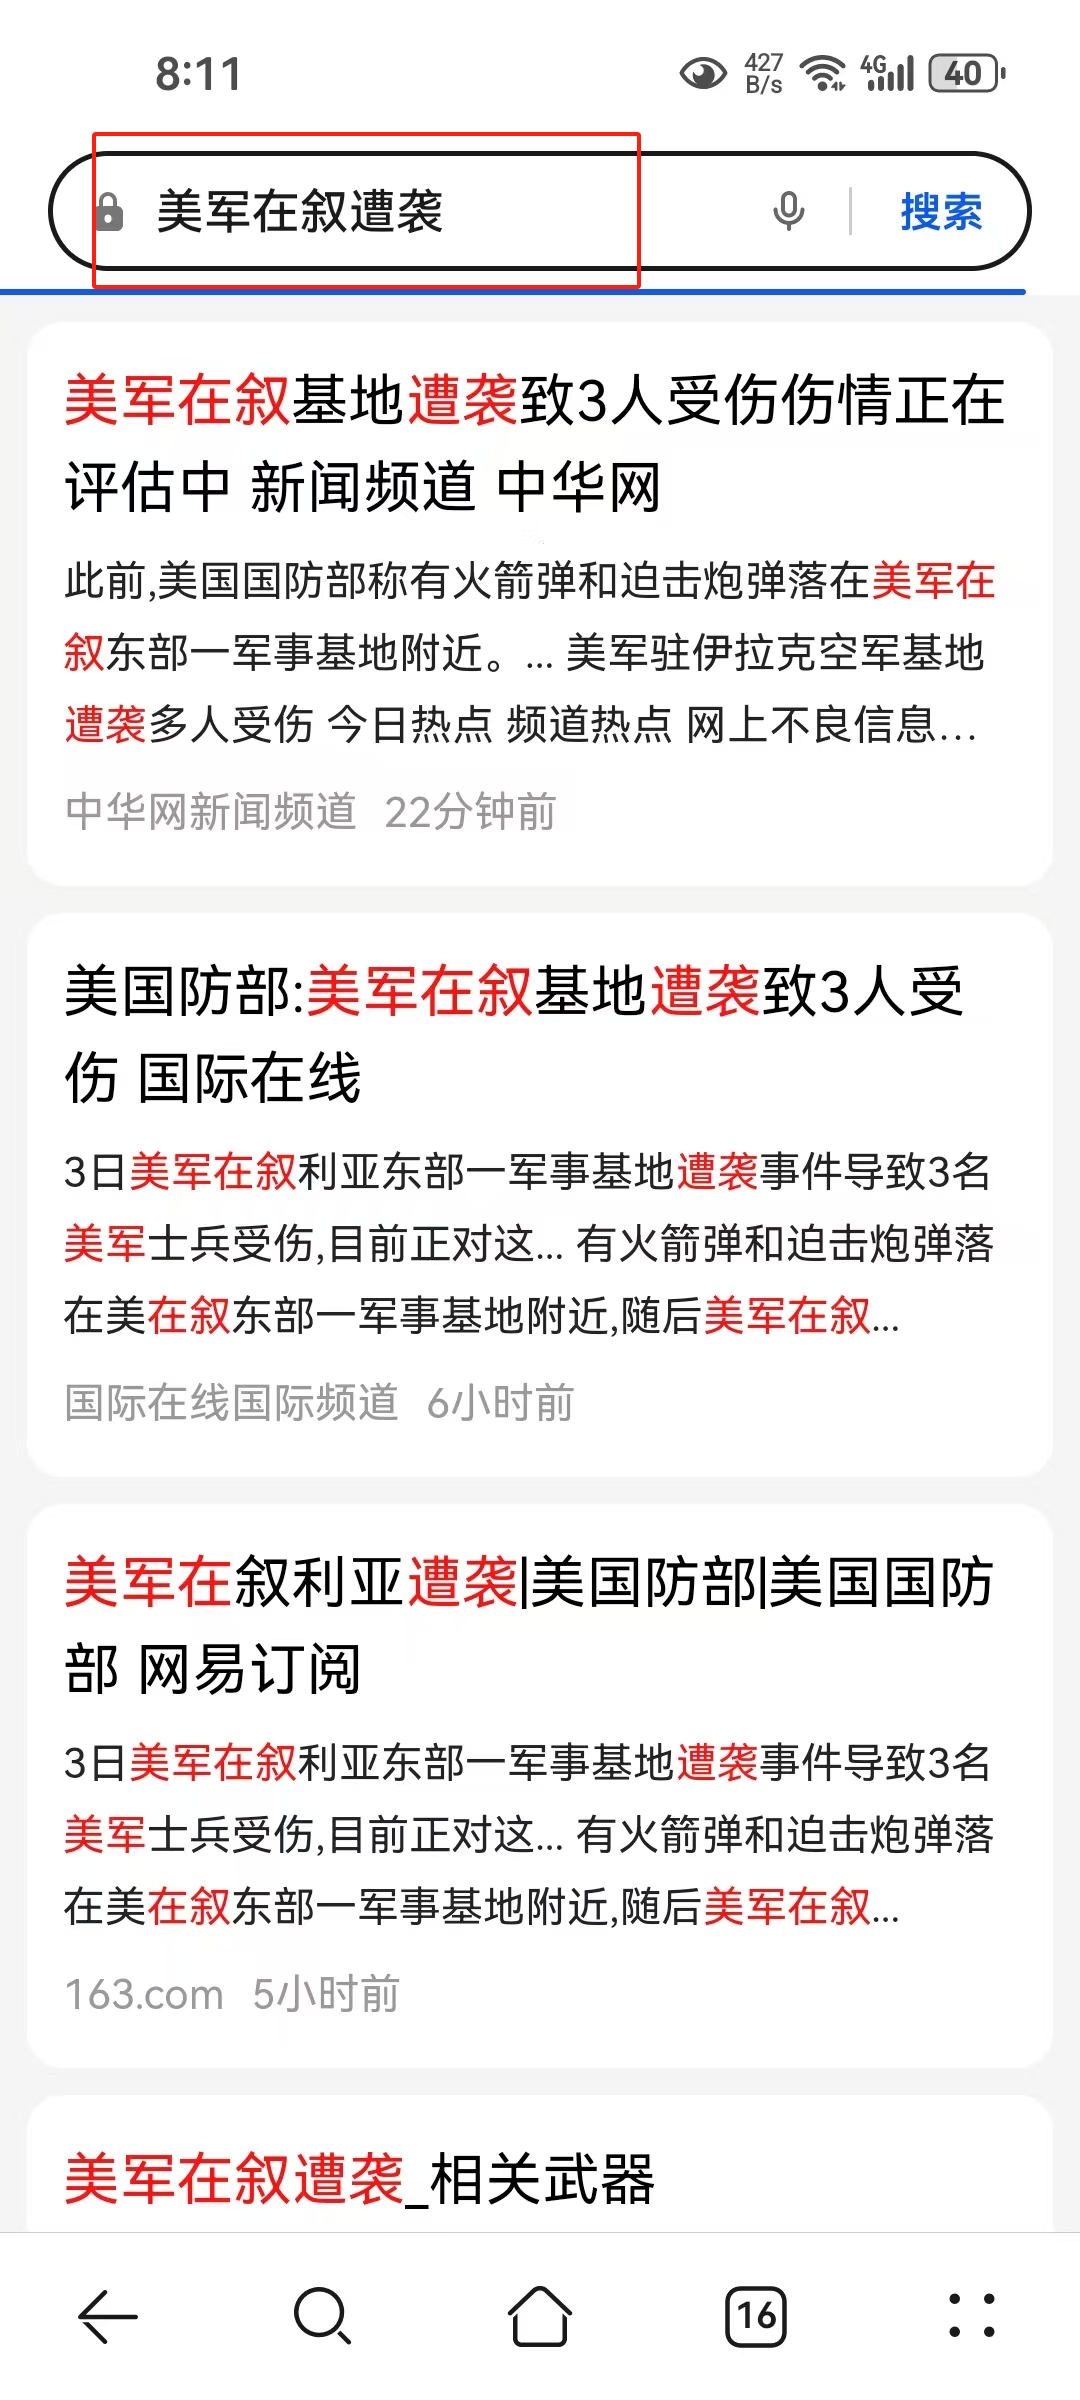 8:11
427
B/s
4G
40
美军在叙遭袭
搜索
美军在叙基地遭袭致3人受伤伤情正在
评估中 新闻频道 中华网
此前,美国国防部称有火箭弹和迫击炮弹落在美军在
叙东部一军事基地附近。... 美军驻伊拉克空军基地
遭袭多人受伤 今日热点 频道热点 网上不良信息...
中华网新闻频道 22分钟前
美国防部:美军在叙基地遭袭致3人受
伤 国际在线
3日美军在叙利亚东部一军事基地遭袭事件导致3名
美军士兵受伤,目前正对这... 有火箭弹和迫击炮弹落
在美在叙东部一军事基地附近,随后美军在叙...
国际在线国际频道 6小时前
美军在叙利亚遭袭|美国防部|美国国防
部 网易订阅
3日美军在叙利亚东部一军事基地遭袭事件导致3名
美军士兵受伤,目前正对这... 有火箭弹和迫击炮弹落
在美在叙东部一军事基地附近,随后美军在叙...
163.com 5小时前
美军在叙遭袭_相关武器
16